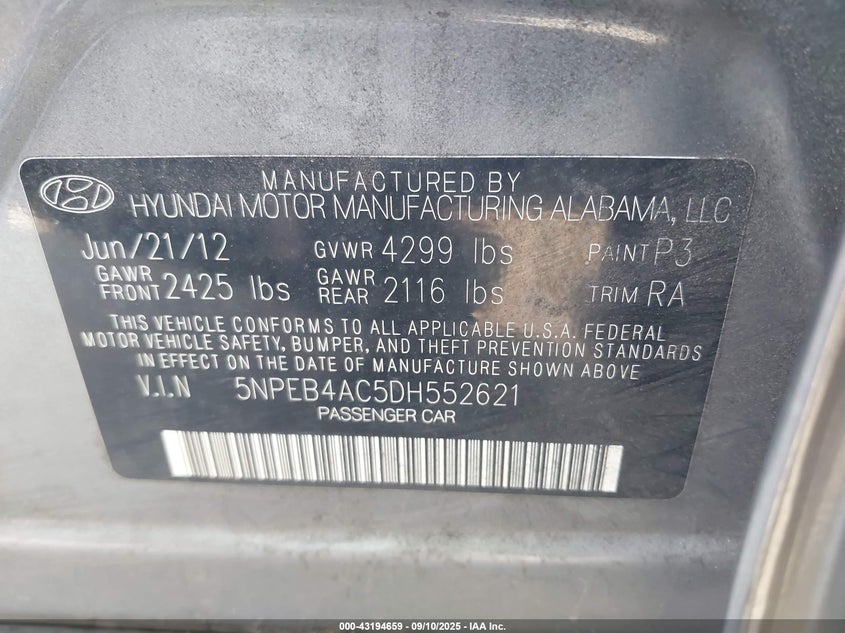 MANUFACTURED BY
HYUNDAI MOTOR MANUFACTURING ALABAMA, LLC
Jun/21/12 GVWR 4299 lbs PAINT P3
GAWR FRONT 2425 lbs GAWR REAR 2116 lbs TRIM RA
THIS VEHICLE CONFORMS TO ALL APPLICABLE U.S.A. FEDERAL
MOTOR VEHICLE SAFETY, BUMPER, AND THEFT PREVENTION STANDARDS
IN EFFECT ON THE DATE OF MANUFACTURE SHOWN ABOVE
V.I.N 5NPEB4AC5DH552621
PASSENGER CAR
000-43194659 - 09/10/2025 - IAA Inc.